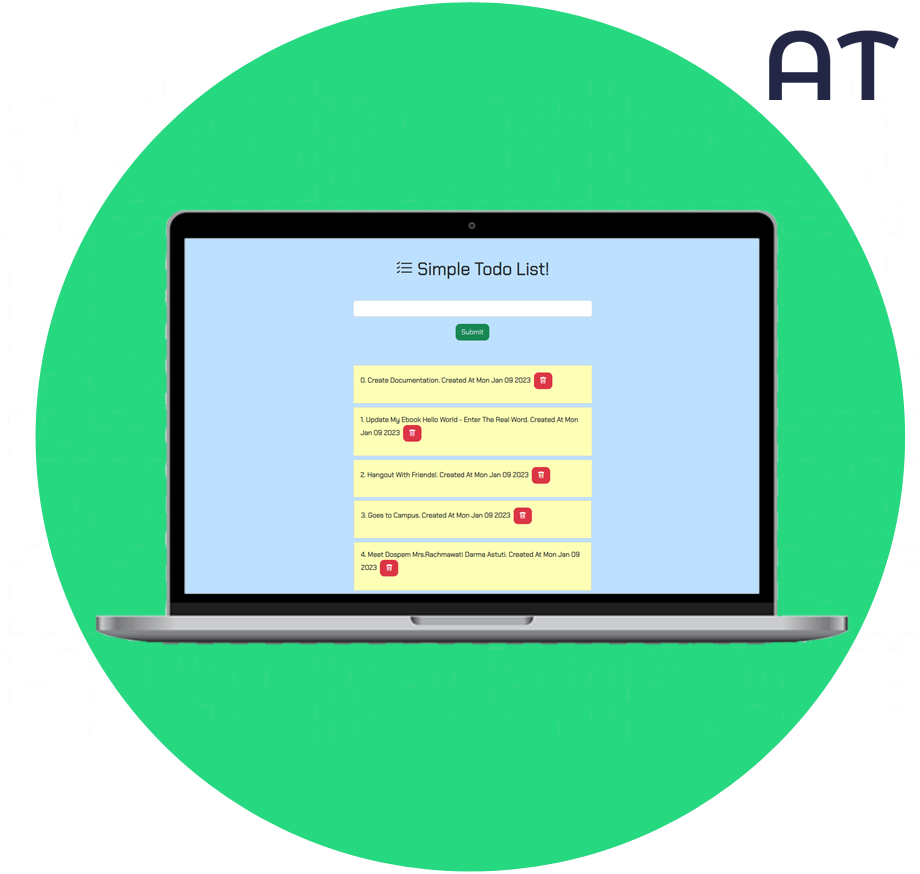 AT
Simple Todo List!
Submit
0. Create Documentation. Created At Mon Jan 09 2023
1. Update My Ebook Hello World - Enter The Real Word. Created At Mon
Jan 09 2023
2. Hangout With Friends!. Created At Mon Jan 09 2023
3. Goes to Campus. Created At Mon Jan 09 2023
4. Meet Dospem Mrs.Rachmawati Darma Astuti. Created At Mon Jan 09
2023